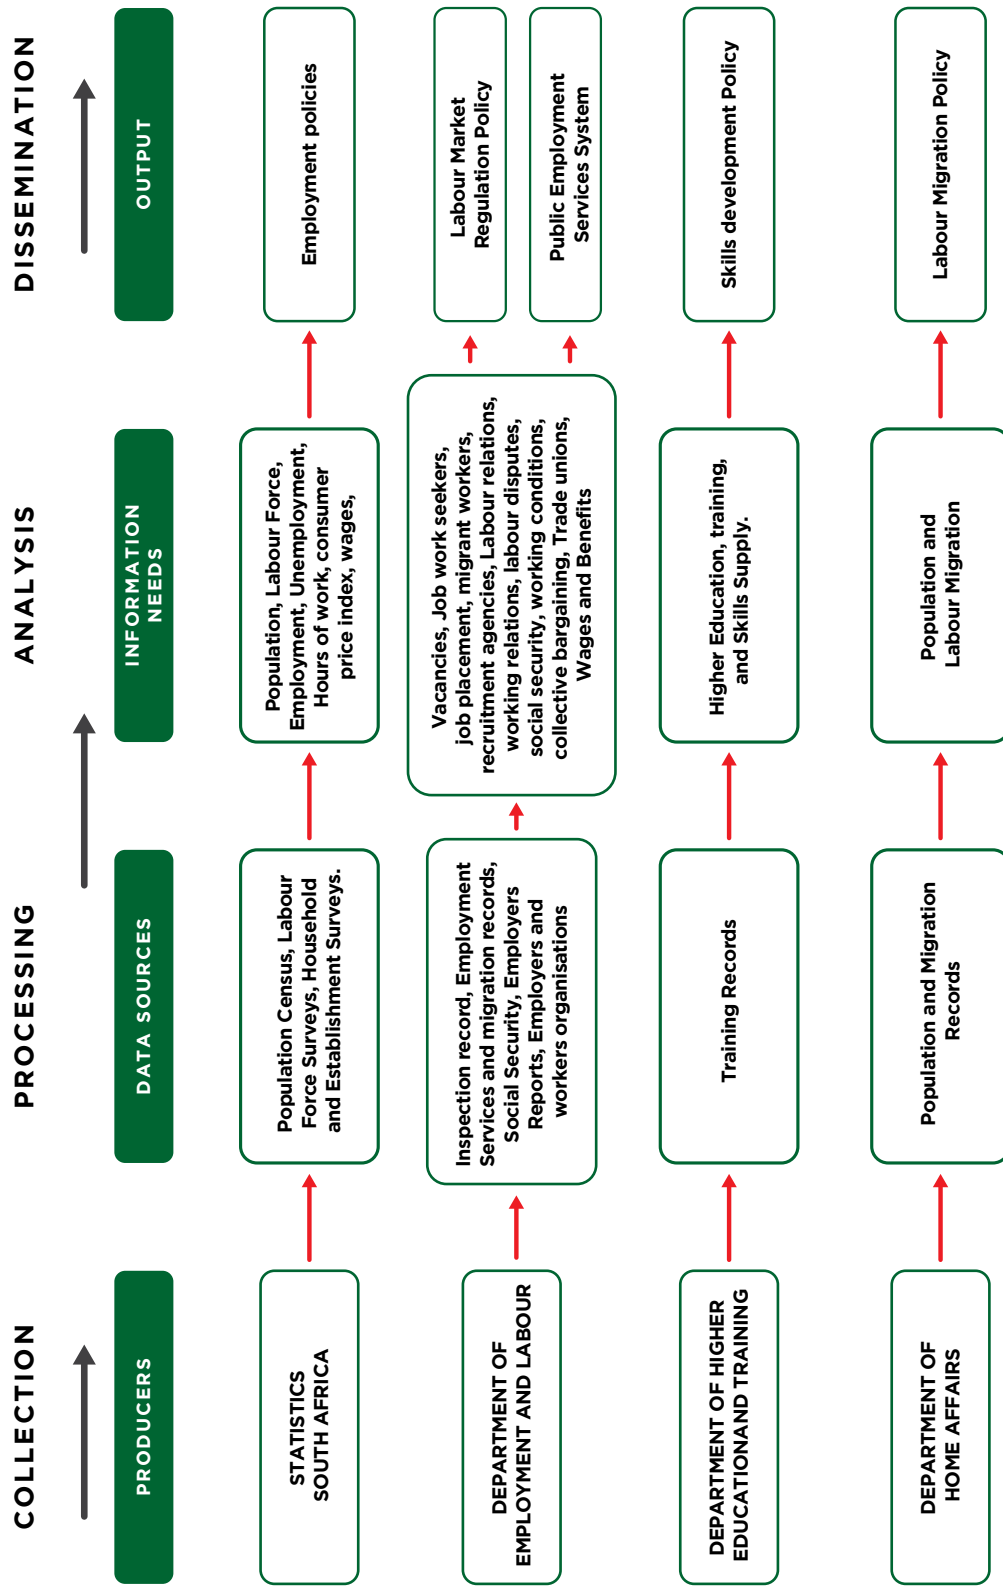 COLLECTION
PROCESSING
ANALYSIS
DISSEMINATION
PRODUCERS
DATA SOURCES
INFORMATION
NEEDS
OUTPUT
STATISTICS
SOUTH AFRICA
Population Census, Labour
Force Surveys, Household
and Establishment Surveys.
Population, Labour Force,
Employment, Unemployment,
Hours of work, consumer
price index, wages,
Employment policies
DEPARTMENT OF
EMPLOYMENT AND LABOUR
Inspection record, Employment
Services and migration records,
Social Security, Employers
Reports, Employers and
workers organisations
Vacancies, Job work seekers,
job placement, migrant workers,
recruitment agencies, Labour relations,
working relations, labour disputes,
social security, working conditions,
collective bargaining, Trade unions,
Wages and Benefits
Labour Market
Regulation Policy
Public Employment
Services System
DEPARTMENT OF HIGHER
EDUCATIONAND TRAINING
Training Records
Higher Education, training,
and Skills Supply.
Skills development Policy
DEPARTMENT OF
HOME AFFAIRS
Population and Migration
Records
Population and
Labour Migration
Labour Migration Policy